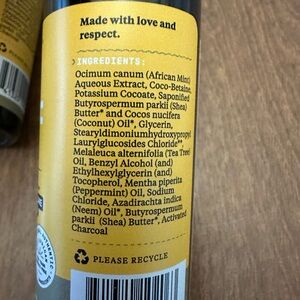 Made with love and
respect.
INGREDIENTS:
Ocimum canum (African Mint)
Aqueous Extract, Coco-Betaine,
Potassium Cocoate, Saponified
Butyrospermum parkii (Shea)
Butter* and Cocos nucifera
(Coconut) Oil*, Glycerin,
Stearyldimoniumhydroxypropyl
Laurylglucosides Chloride**,
Melaleuca alternifolia (Tea Tree)
Oil, Benzyl Alcohol (and)
Ethylhexylglycerin (and)
Tocopherol, Mentha piperita
(Peppermint) Oil, Sodium
Chloride, Azadirachta indica
(Neem) Oil*, Butyrospermum
parkii (Shea) Butter*, Activated
Charcoal
PLEASE RECYCLE